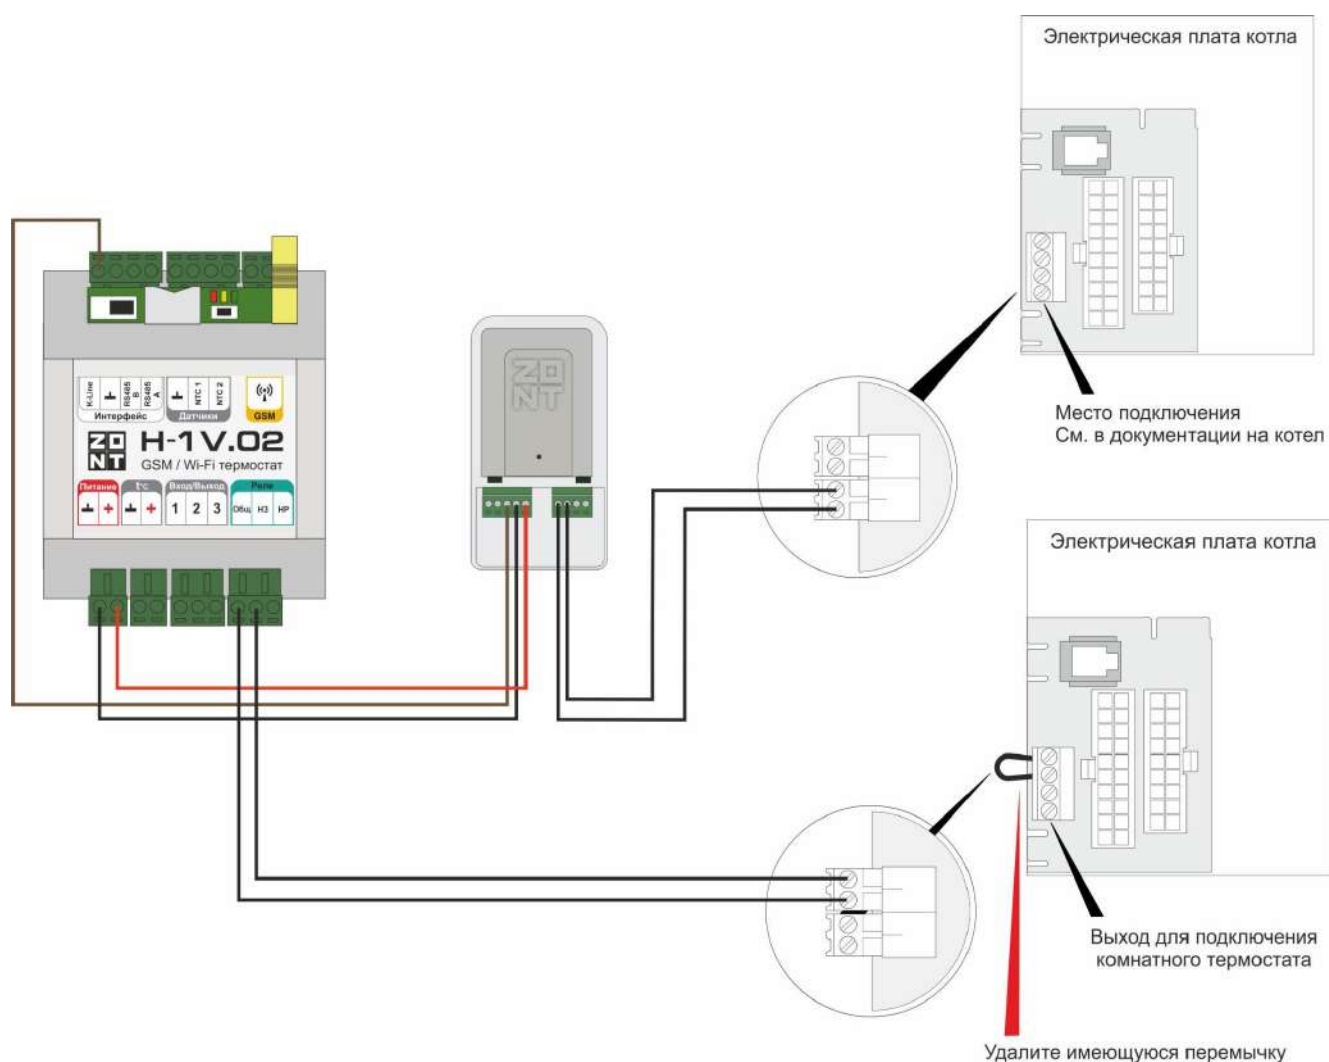 Электрическая плата котла
Место подключения
См. в документации на котел
K-Line
RS485 B
RS485 A
NTC 1
NTC 2
Интерфейс
Датчики
GSM
ZONT
H-1V.02
GSM / Wi-Fi термостат
Питание
t°C
Вход/Выход
Реле
+
+
1
2
3
Общ
НЗ
НР
ZONT
Электрическая плата котла
Выход для подключения
комнатного термостата
Удалите имеющуюся перемычку